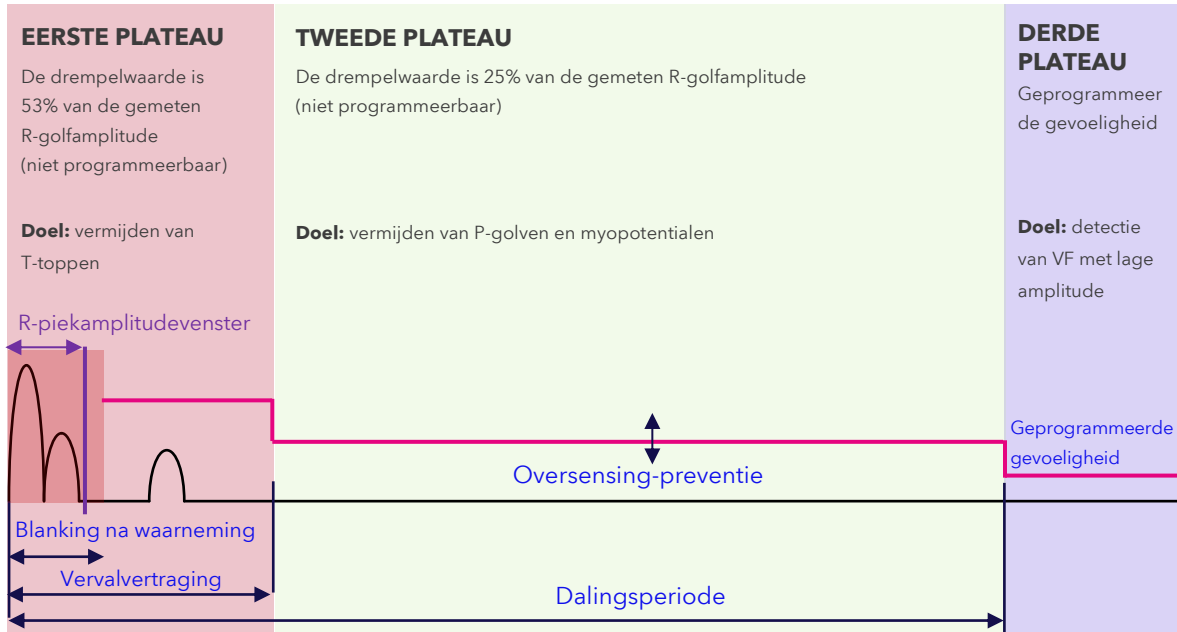 EERSTE PLATEAU
De drempelwaarde is
53% van de gemeten
R-golfamplitude
(niet programmeerbaar)
Doel: vermijden van
T-toppen
TWEEDE PLATEAU
De drempelwaarde is 25% van de gemeten R-golfamplitude
(niet programmeerbaar)
Doel: vermijden van P-golven en myopotentialen
DERDE
PLATEAU
Geprogrammeer
de gevoeligheid
Doel: detectie
van VF met lage
amplitude
R-piekamplitudevenster
Geprogrammeerde
gevoeligheid
Oversensing-preventie
Blanking na waarneming
Vervalvertraging
Dalingsperiode